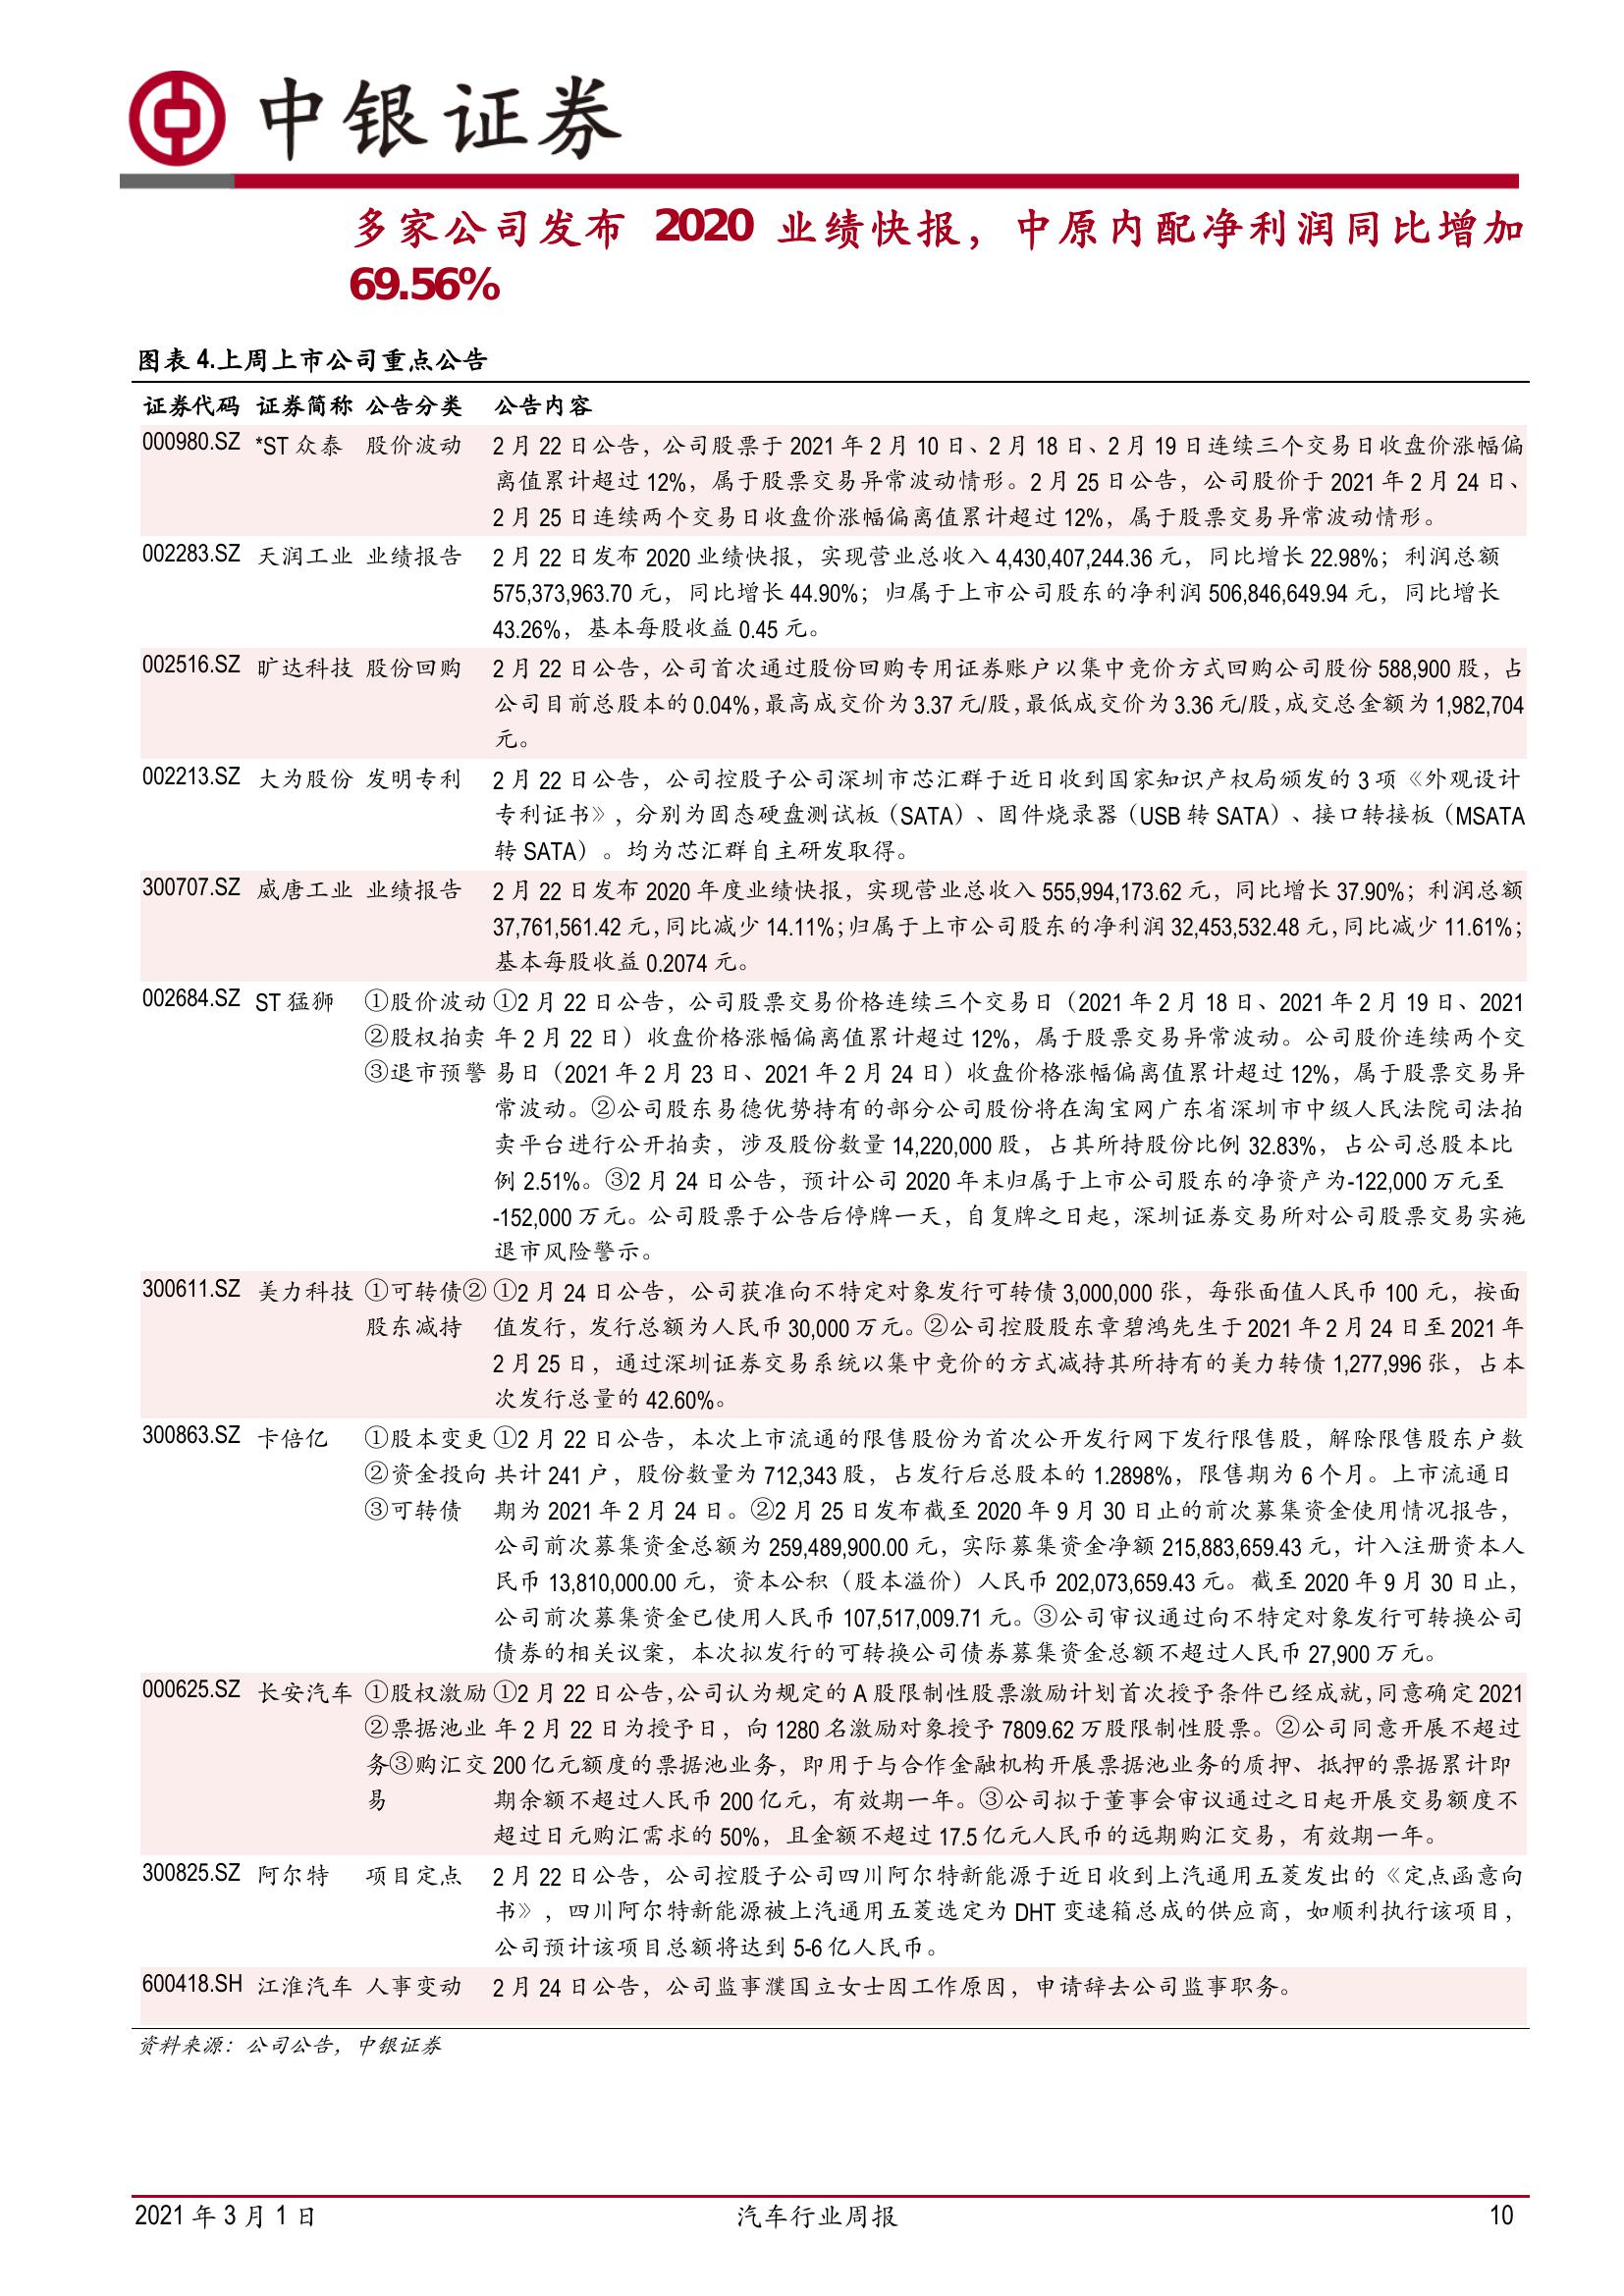 中银证券
多家公司发布 2020 业绩快报，中原内配净利润同比增加
69.56%
图表 4.上周上市公司重点公告
证券代码 证券简称 公告分类 公告内容
000980.SZ *ST 众泰 股价波动 2 月 22 日公告，公司股票于 2021 年 2 月 10 日、2 月 18 日、2 月 19 日连续三个交易日收盘价涨幅偏
离值累计超过 12%，属于股票交易异常波动情形。2 月 25 日公告，公司股价于 2021 年 2 月 24 日、
2 月 25 日连续两个交易日收盘价涨幅偏离值累计超过 12%，属于股票交易异常波动情形。
002283.SZ 天润工业 业绩报告 2 月 22 日发布 2020 业绩快报，实现营业总收入 4,430,407,244.36 元，同比增长 22.98%；利润总额
575,373,963.70 元，同比增长 44.90%；归属于上市公司股东的净利润 506,846,649.94 元，同比增长
43.26%，基本每股收益 0.45 元。
002516.SZ 旷达科技 股份回购 2 月 22 日公告，公司首次通过股份回购专用证券账户以集中竞价方式回购公司股份 588,900 股，占
公司目前总股本的 0.04%，最高成交价为 3.37 元/股，最低成交价为 3.36 元/股，成交总金额为 1,982,704
元。
002213.SZ 大为股份 发明专利 2 月 22 日公告，公司控股子公司深圳市芯汇群于近日收到国家知识产权局颁发的 3 项《外观设计
专利证书》，分别为固态硬盘测试板（SATA）、固件烧录器（USB 转 SATA）、接口转接板（MSATA
转 SATA）。均为芯汇群自主研发取得。
300707.SZ 威唐工业 业绩报告 2 月 22 日发布 2020 年度业绩快报，实现营业总收入 555,994,173.62 元，同比增长 37.90%；利润总额
37,761,561.42 元，同比减少 14.11%；归属于上市公司股东的净利润 32,453,532.48 元，同比减少 11.61%；
基本每股收益 0.2074 元。
002684.SZ ST 猛狮 ①股价波动 ①2 月 22 日公告，公司股票交易价格连续三个交易日（2021 年 2 月 18 日、2021 年 2 月 19 日、2021
②股权拍卖 年 2 月 22 日）收盘价格涨幅偏离值累计超过 12%，属于股票交易异常波动。公司股价连续两个交
③退市预警 易日（2021 年 2 月 23 日、2021 年 2 月 24 日）收盘价格涨幅偏离值累计超过 12%，属于股票交易异
常波动。②公司股东易德优势持有的部分公司股份将在淘宝网广东省深圳市中级人民法院司法拍
卖平台进行公开拍卖，涉及股份数量 14,220,000 股，占其所持股份比例 32.83%，占公司总股本比
例 2.51%。③2 月 24 日公告，预计公司 2020 年末归属于上市公司股东的净资产为-122,000 万元至
-152,000 万元。公司股票于公告后停牌一天，自复牌之日起，深圳证券交易所对公司股票交易实施
退市风险警示。
300611.SZ 美力科技 ①可转债② ①2 月 24 日公告，公司获准向不特定对象发行可转债 3,000,000 张，每张面值人民币 100 元，按面
股东减持 值发行，发行总额为人民币 30,000 万元。②公司控股股东章碧鸿先生于 2021 年 2 月 24 日至 2021 年
2 月 25 日，通过深圳证券交易系统以集中竞价的方式减持其所持有的美力转债 1,277,996 张，占本
次发行总量的 42.60%。
300863.SZ 卡倍亿 ①股本变更 ①2 月 22 日公告，本次上市流通的限售股份为首次公开发行网下发行限售股，解除限售股东户数
②资金投向 共计 241 户，股份数量为 712,343 股，占发行后总股本的 1.2898%，限售期为 6 个月。上市流通日
③可转债 期为 2021 年 2 月 24 日。②2 月 25 日发布截至 2020 年 9 月 30 日止的前次募集资金使用情况报告，
公司前次募集资金总额为 259,489,900.00 元，实际募集资金净额 215,883,659.43 元，计入注册资本人
民币 13,810,000.00 元，资本公积（股本溢价）人民币 202,073,659.43 元。截至 2020 年 9 月 30 日止，
公司前次募集资金已使用人民币 107,517,009.71 元。③公司审议通过向不特定对象发行可转换公司
债券的相关议案，本次拟发行的可转换公司债券募集资金总额不超过人民币 27,900 万元。
000625.SZ 长安汽车 ①股权激励 ①2 月 22 日公告，公司认为规定的 A 股限制性股票激励计划首次授予条件已经成就，同意确定 2021
②票据池业 年 2 月 22 日为授予日，向 1280 名激励对象授予 7809.62 万股限制性股票。②公司同意开展不超过
务③购汇交 200 亿元额度的票据池业务，即用于与合作金融机构开展票据池业务的质押、抵押的票据累计即
易 期余额不超过人民币 200 亿元，有效期一年。③公司拟于董事会审议通过之日起开展交易额度不
超过日元购汇需求的 50%，且金额不超过 17.5 亿元人民币的远期购汇交易，有效期一年。
300825.SZ 阿尔特 项目定点 2 月 22 日公告，公司控股子公司四川阿尔特新能源于近日收到上汽通用五菱发出的《定点函意向
书》，四川阿尔特新能源被上汽通用五菱选定为 DHT 变速箱总成的供应商，如顺利执行该项目，
公司预计该项目总额将达到 5-6 亿人民币。
600418.SH 江淮汽车 人事变动 2 月 24 日公告，公司监事濮国立女士因工作原因，申请辞去公司监事职务。
资料来源：公司公告，中银证券
2021 年 3 月 1 日 汽车行业周报 10